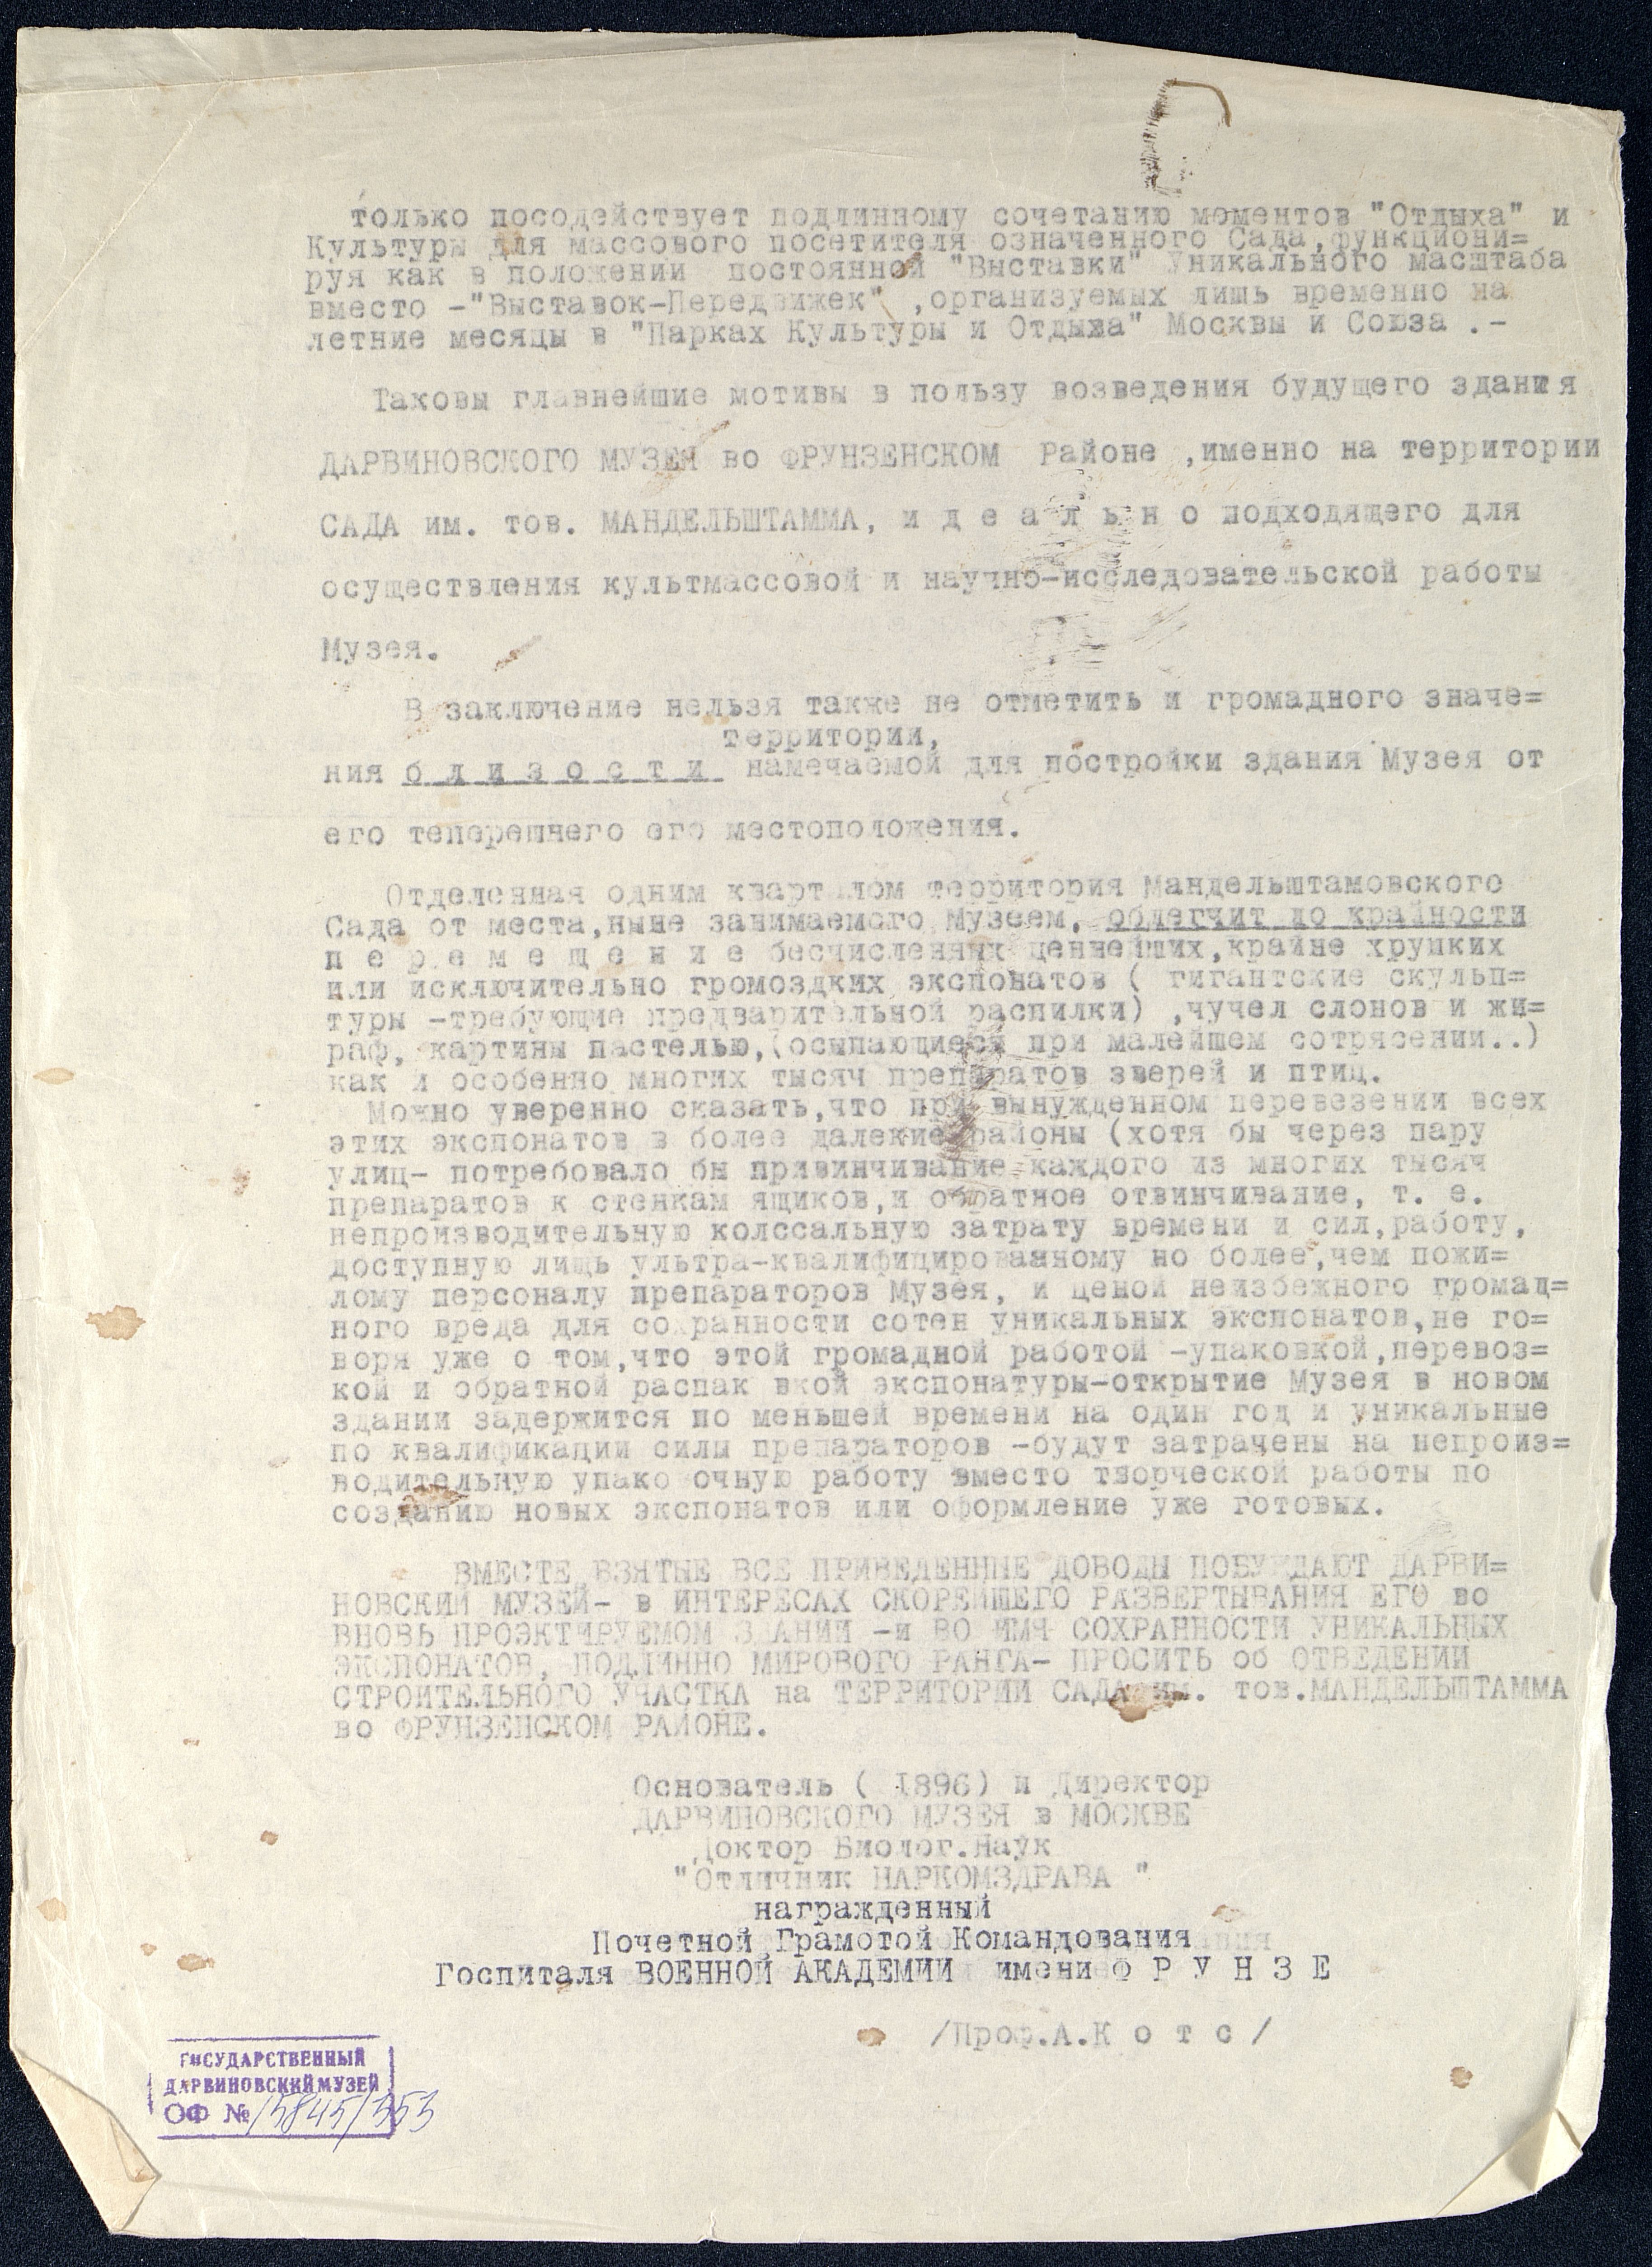 только посодействует подлинному сочетанию моментов "Отдыха" и
Культуры для массового посетителя означенного Сада,функциони=
руя как в положении постоянной "Выставки" Уникального масштаба
вместо -"Выставок-Передвижек" ,организуемых лишь временно на
летние месяцы в "Парках Культуры и Отдыха" Москвы и Союза .-
Таковы главнейшие мотивы в пользу возведения будущего здания
ДАРВИНОВСКОГО МУЗЕЯ во ФРУНЗЕНСКОМ Районе ,именно на территории
САДА им. тов. МАНДЕЛЬШТАММА, и д е а л ь н о подходящего для
осуществления культмассовой и научно-исследовательской работы
Музея.
В заключение нельзя также не отметить и громадного значе=
территории,
ния б л и з о с т и намечаемой для постройки здания Музея от
его теперешнего его местоположения.
Отделенная одним кварталом территория Мандельштамовского
Сада от места,ныне занимаемого Музеем, облегчит до крайности
п е р е м е щ е н и е бесчисленных ценнейших,крайне хрупких
или исключительно громоздких экспонатов ( гигантские скульп=
туры -требующие предварительной распилки) ,чучел слонов и жи=
раф, картины пастелью,(осыпающиеся при малейшем сотрясении..)
как и особенно многих тысяч препаратов зверей и птиц.
Можно уверенно сказать,что при вынужденном перевезении всех
этих экспонатов в более далекие районы (хотя бы через пару
улиц- потребовало бы привинчивание каждого из многих тысяч
препаратов к стенкам ящиков,и обратное отвинчивание, т. е.
непроизводительную колссальную затрату времени и сил,работу,
доступную лищь ультра-квалифицированному но более,чем пожи=
лому персоналу препараторов Музея, и ценой неизбежного громад=
ного вреда для сохранности сотен уникальных экспонатов,не го=
воря уже о том,что этой громадной работой -упаковкой,перевоз=
кой и обратной распак вкой экспонатуры-открытие Музея в новом
здании задержится по меньшей времени на один год и уникальные
по квалификации силы препараторов -будут затрачены на непроиз=
водительную упако очную работу вместо творческой работы по
созданию новых экспонатов или оформление уже готовых.
ВМЕСТЕ ВЗЯТЫЕ ВСЕ ПРИВЕДЕННЫЕ ДОВОДЫ ПОБУЖДАЮТ ДАРВИ=
НОВСКИЙ МУЗЕЙ- в ИНТЕРЕСАХ СКОРЕЙШЕГО РАЗВЕРТЫВАНИЯ ЕГО во
ВНОВЬ ПРОЭКТИРУЕМОМ ЗДАНИИ -и ВО ИМЯ СОХРАННОСТИ УНИКАЛЬНЫХ
ЭКСПОНАТОВ, ПОДЛИННО МИРОВОГО РАНГА- ПРОСИТЬ об ОТВЕДЕНИИ
СТРОИТЕЛЬНОГО УЧАСТКА на ТЕРРИТОРИИ САДА им. тов.МАНДЕЛЬШТАММА
во ФРУНЗЕНСКОМ РАЙОНЕ.
Основатель ( 1896) и Директор
ДАРВИНОВСКОГО МУЗЕЯ в МОСКВЕ
Доктор Биолог.Наук
"Отличник НАРКОМЗДРАВА "
награжденный
Почетной Грамотой Командования
Госпиталя ВОЕННОЙ АКАДЕМИИ имени Ф Р У Н З Е
/Проф.А.К о т с/
ГОСУДАРСТВЕННЫЙ
ДАРВИНОВСКИЙ МУЗЕЙ
ОФ № 15845/353